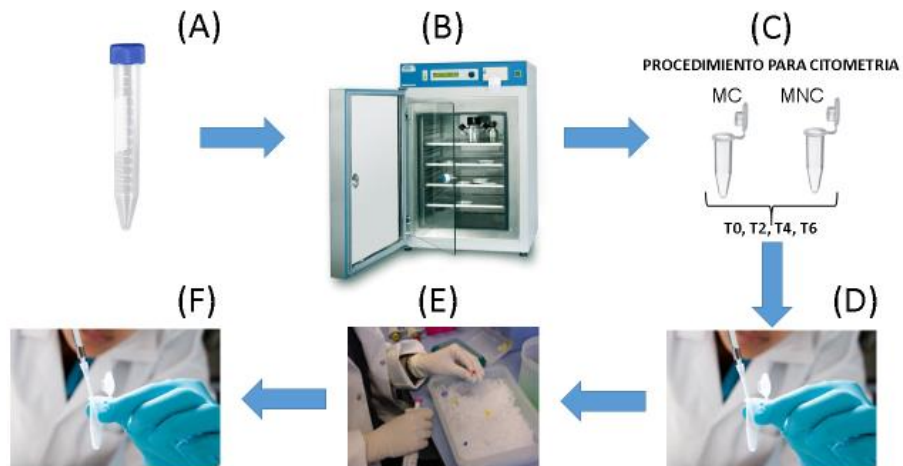 (A)
(B)
(C)
PROCEDIMIENTO PARA CITOMETRIA
MC MNC
T0, T2, T4, T6
(F)
(E)
(D)